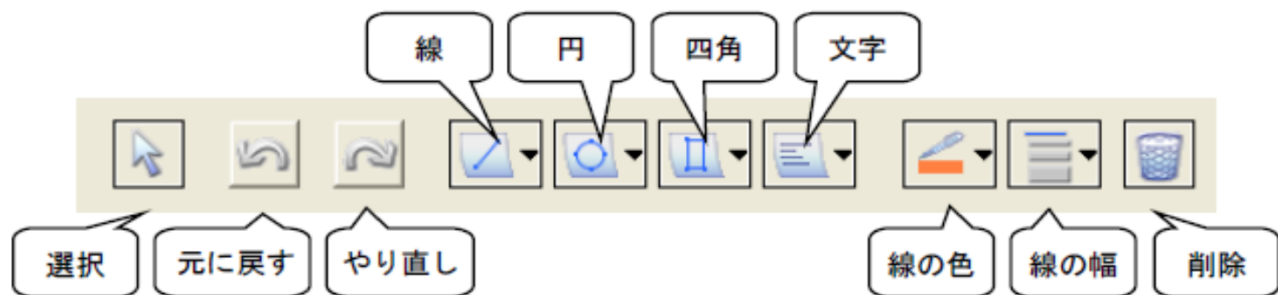 線
円
四角
文字
選択
元に戻す
やり直し
線の色
線の幅
削除